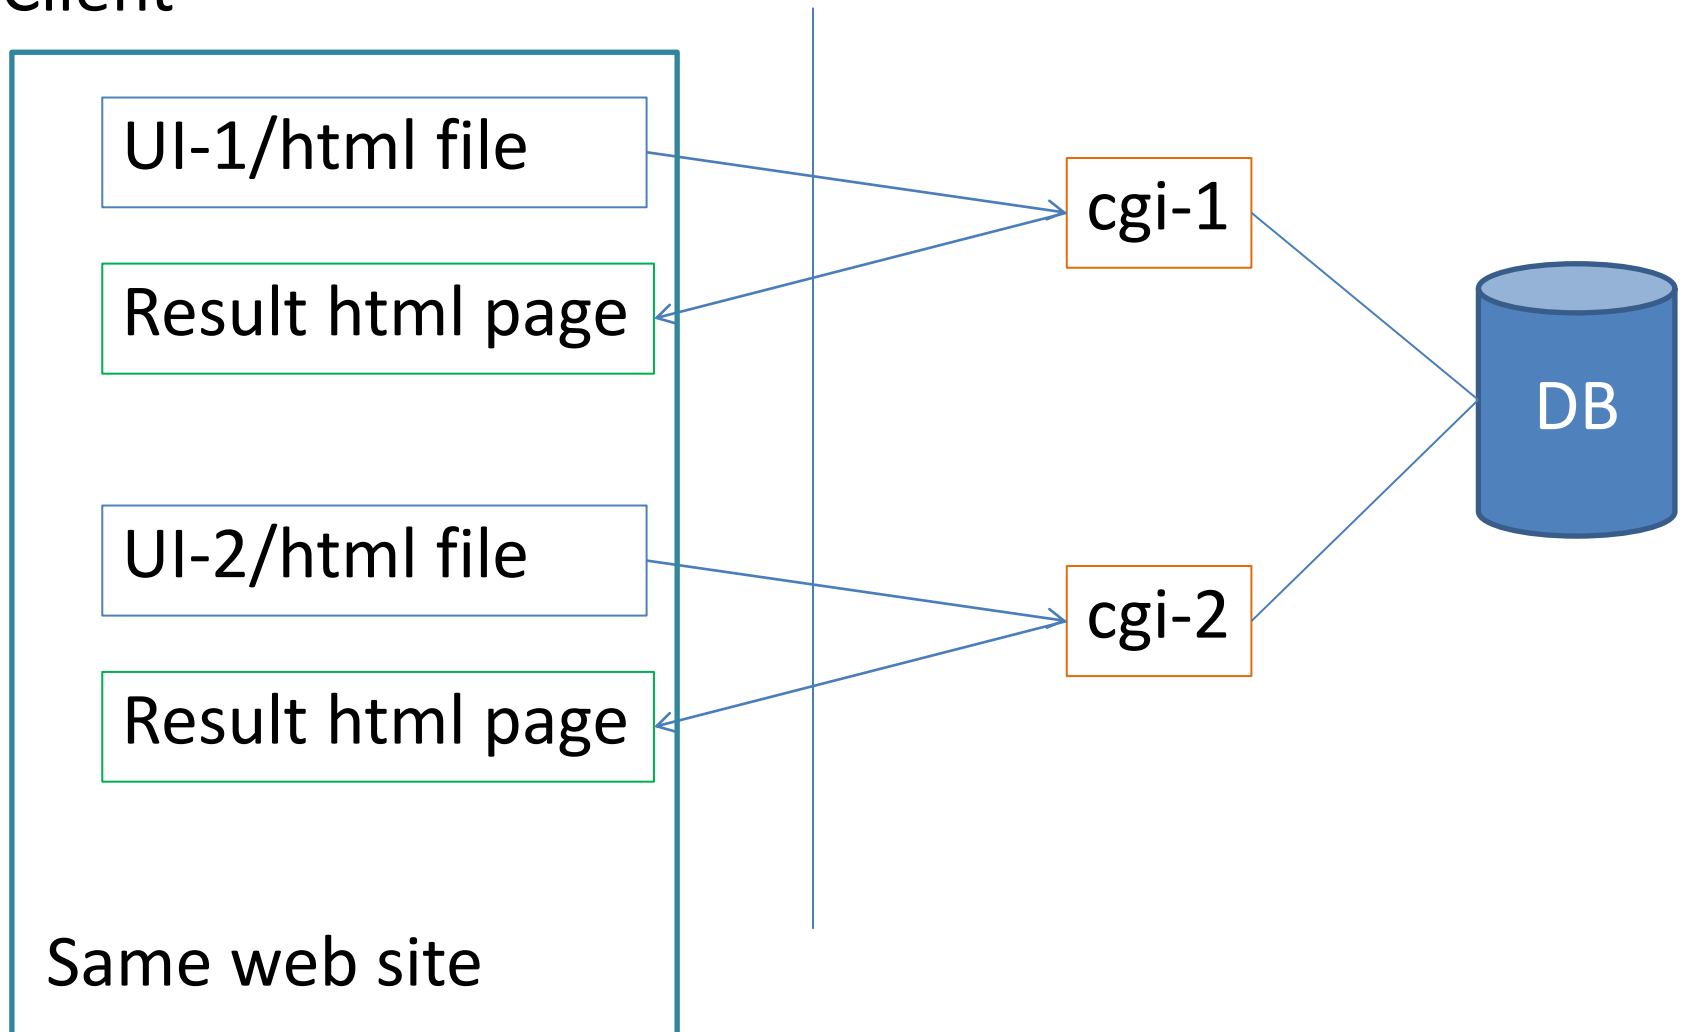 Client
UI-1/html file
cgi-1
Result html page
DB
UI-2/html file
cgi-2
Result html page
Same web site